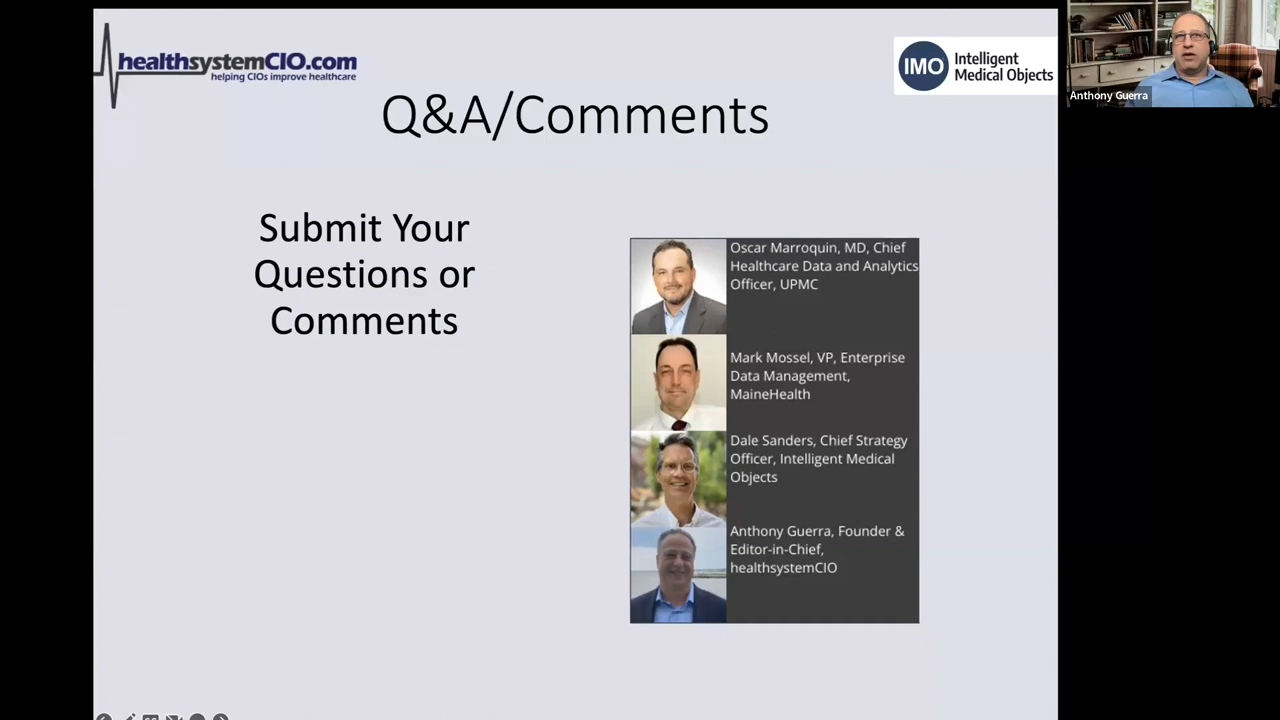 healthsystemCIO.com
helping CIOs improve healthcare
IMO
Intelligent
Medical Objects
Anthony Guerra
Q&A/Comments
Submit Your
Questions or
Comments
Oscar Marroquin, MD, Chief
Healthcare Data and Analytics
Officer, UPMC
Mark Mossel, VP, Enterprise
Data Management,
MaineHealth
Dale Sanders, Chief Strategy
Officer, Intelligent Medical
Objects
Anthony Guerra, Founder &
Editor-in-Chief,
healthsystemCIO